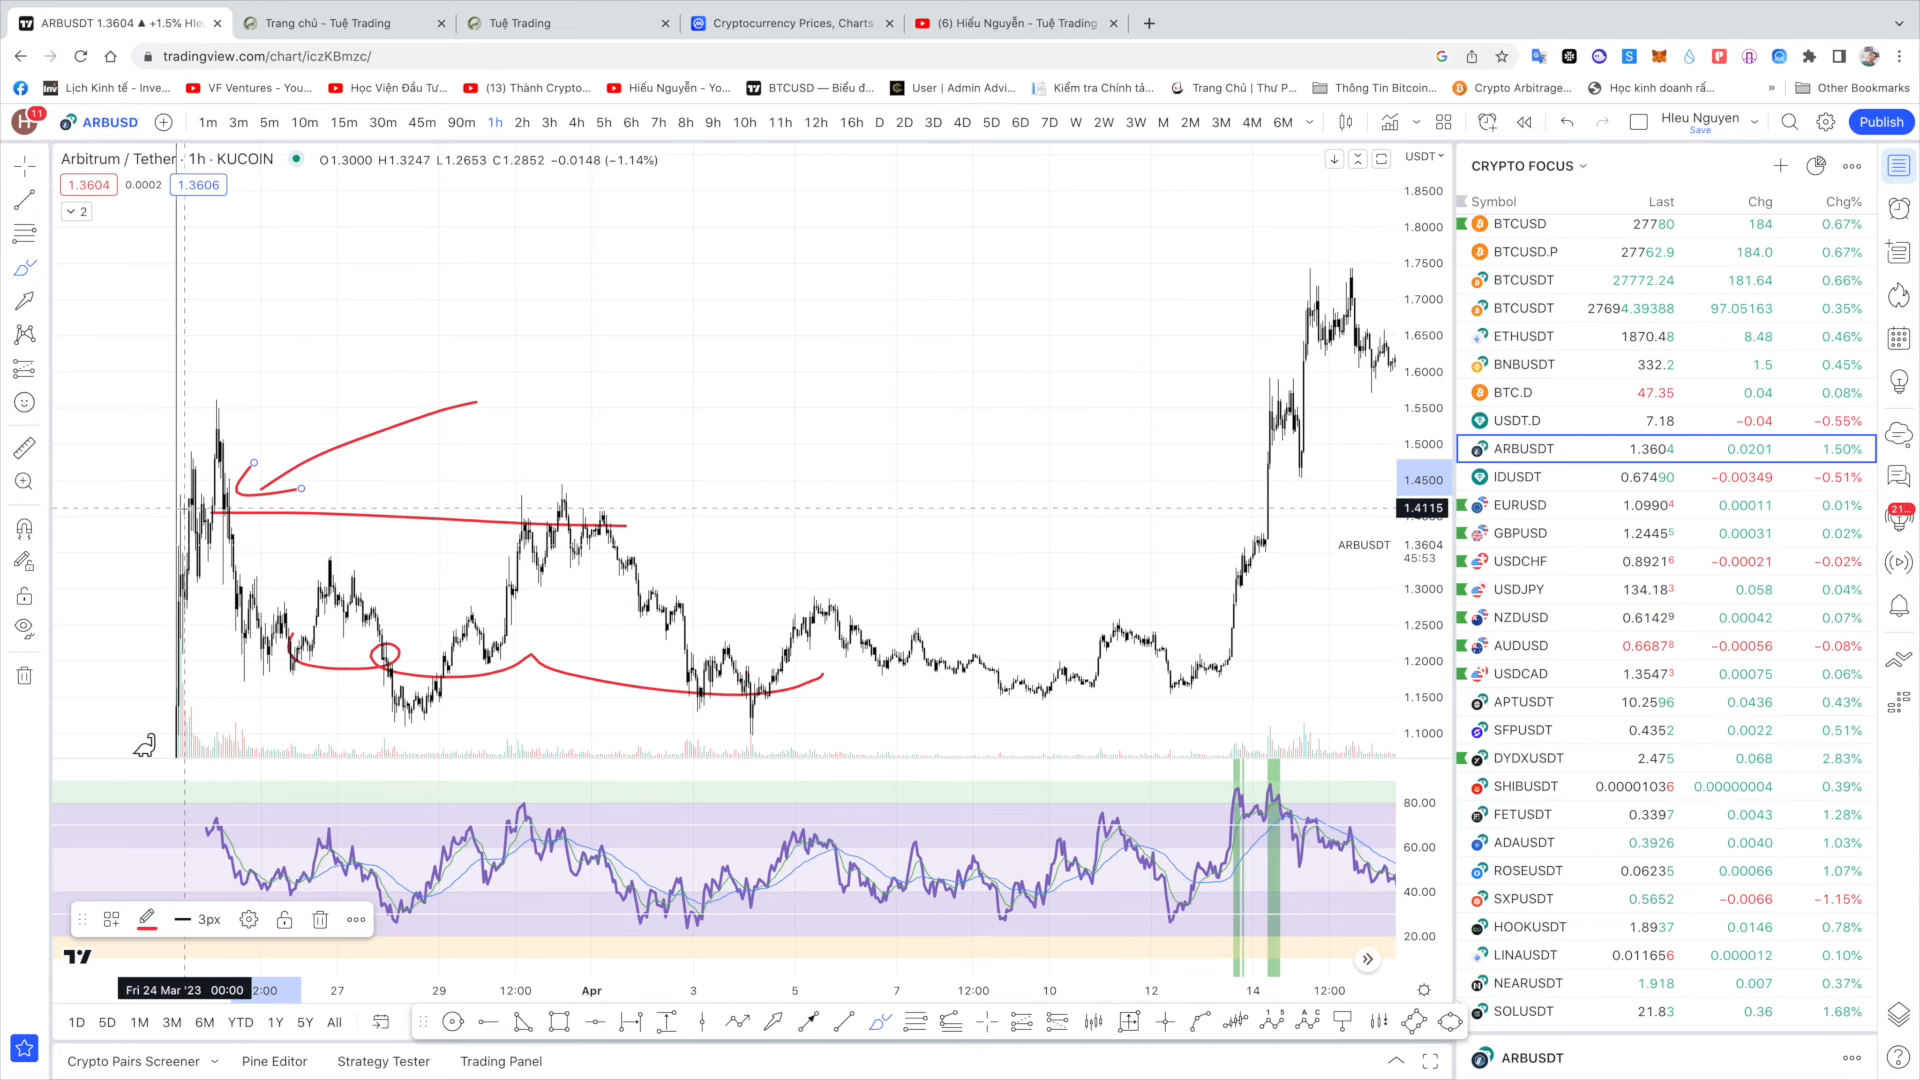 ARBUSDT 1.3604 ▲ +1.5% Hle
Trang chủ - Tuệ Trading
Tuệ Trading
Cryptocurrency Prices, Charts
(6) Hiếu Nguyễn - Tuệ Trading
tradingview.com/chart/iczKBmzc/
Lịch Kinh tế - Inve...
VF Ventures - You...
Học Viện Đầu Tư...
(13) Thành Crypto...
Hiếu Nguyễn - Yo...
BTCUSD — Biểu đ...
User | Admin Advi...
Kiểm tra Chính tả...
Trang Chủ | Thư P...
Thông Tin Bitcoin...
Crypto Arbitrage...
Học kinh doanh rấ...
»
Other Bookmarks
H 11
ARBUSD
1m 3m 5m 10m 15m 30m 45m 90m 1h 2h 3h 4h 5h 6h 7h 8h 9h 10h 11h 12h 16h D 2D 3D 4D 5D 6D 7D W 2W 3W M 2M 3M 4M 6M
HIeu Nguyen
Save
Publish
Arbitrum / Tether · 1h · KUCOIN
O1.3000 H1.3247 L1.2653 C1.2852 −0.0148 (−1.14%)
1.3604 0.0002 1.3606
2
USDT
1.8500
1.8000
1.7500
1.7000
1.6500
1.6000
1.5500
1.5000
1.4500
1.4115
ARBUSDT 1.3604
45:53
1.3000
1.2500
1.2000
1.1500
1.1000
80.00
60.00
40.00
20.00
3px
Fri 24 Mar '23 00:00
2:00 27 29 12:00 Apr 3 5 7 12:00 10 12 14 12:00
1D 5D 1M 3M 6M YTD 1Y 5Y All
Crypto Pairs Screener
Pine Editor
Strategy Tester
Trading Panel
CRYPTO FOCUS
Symbol Last Chg Chg%
BTCUSD 27780 184 0.67%
BTCUSD.P 27762.9 184.0 0.67%
BTCUSDT 27772.24 181.64 0.66%
BTCUSDT 27694.39388 97.05163 0.35%
ETHUSDT 1870.48 8.48 0.46%
BNBUSDT 332.2 1.5 0.45%
BTC.D 47.35 0.04 0.08%
USDT.D 7.18 −0.04 −0.55%
ARBUSDT 1.3604 0.0201 1.50%
IDUSDT 0.67490 −0.00349 −0.51%
EURUSD 1.09904 0.00011 0.01%
GBPUSD 1.24455 0.00031 0.02%
USDCHF 0.89216 −0.00021 −0.02%
USDJPY 134.183 0.058 0.04%
NZDUSD 0.61429 0.00042 0.07%
AUDUSD 0.66878 −0.00056 −0.08%
USDCAD 1.35473 0.00075 0.06%
APTUSDT 10.2596 0.0436 0.43%
SFPUSDT 0.4352 0.0022 0.51%
DYDXUSDT 2.475 0.068 2.83%
SHIBUSDT 0.00001036 0.00000004 0.39%
FETUSDT 0.3397 0.0043 1.28%
ADAUSDT 0.3926 0.0040 1.03%
ROSEUSDT 0.06235 0.00066 1.07%
SXPUSDT 0.5652 −0.0066 −1.15%
HOOKUSDT 1.8937 0.0146 0.78%
LINAUSDT 0.011656 0.000012 0.10%
NEARUSDT 1.918 0.007 0.37%
SOLUSDT 21.83 0.36 1.68%
ARBUSDT
21...